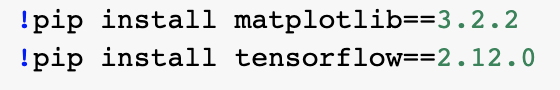 !pip install matplotlib==3.2.2
!pip install tensorflow==2.12.0